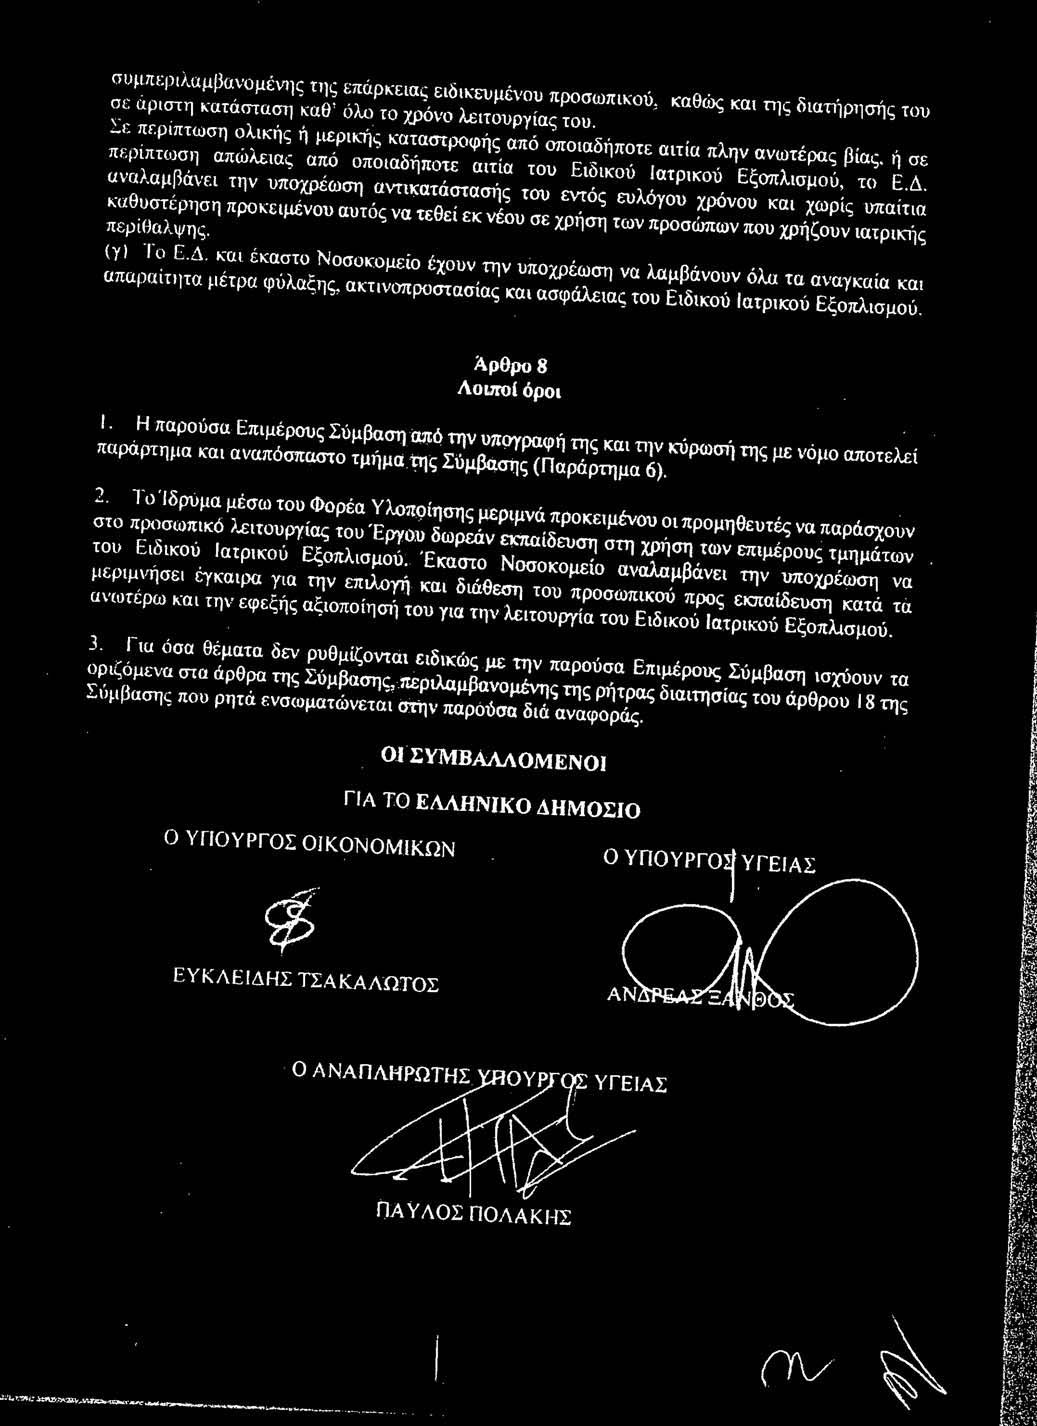 συμπεριλαμβανομένης της επάρκειας ειδικευμένου προσωπικού, καθώς και της διατήρησής του
σε άριστη κατάσταση καθ' όλο το χρόνο λειτουργίας του.
Σε περίπτωση ολικής ή μερικής καταστροφής από οποιαδήποτε αιτία πλην ανωτέρας βίας, ή σε
περίπτωση απώλειας από οποιαδήποτε αιτία του Ειδικού Ιατρικού Εξοπλισμού, το Ε.Δ.
αναλαμβάνει την υποχρέωση αντικατάστασής του εντός ευλόγου χρόνου και χωρίς υπαίτια
καθυστέρηση προκειμένου αυτός να τεθεί εκ νέου σε χρήση των προσώπων που χρήζουν ιατρικής
περίθαλψης.
(γ) Το Ε.Δ. και έκαστο Νοσοκομείο έχουν την υποχρέωση να λαμβάνουν όλα τα αναγκαία και
απαραίτητα μέτρα φύλαξης, ακτινοπροστασίας και ασφάλειας του Ειδικού Ιατρικού Εξοπλισμού.
Άρθρο 8
Λοιποί όροι
1. Η παρούσα Επιμέρους Σύμβαση από την υπογραφή της και την κύρωσή της με νόμο αποτελεί
παράρτημα και αναπόσπαστο τμήμα της Σύμβασης (Παράρτημα 6).
2. Το Ίδρυμα μέσω του Φορέα Υλοποίησης μεριμνά προκειμένου οι προμηθευτές να παράσχουν
στο προσωπικό λειτουργίας του Έργου δωρεάν εκπαίδευση στη χρήση των επιμέρους τμημάτων
του Ειδικού Ιατρικού Εξοπλισμού. Έκαστο Νοσοκομείο αναλαμβάνει την υποχρέωση να
μεριμνήσει έγκαιρα για την επιλογή και διάθεση του προσωπικού προς εκπαίδευση κατά τα
ανωτέρω και την εφεξής αξιοποίησή του για την λειτουργία του Ειδικού Ιατρικού Εξοπλισμού.
3. Για όσα θέματα δεν ρυθμίζονται ειδικώς με την παρούσα Επιμέρους Σύμβαση ισχύουν τα
οριζόμενα στα άρθρα της Σύμβασης, περιλαμβανομένης της ρήτρας διαιτησίας του άρθρου 18 της
Σύμβασης που ρητά ενσωματώνεται στην παρούσα διά αναφοράς.
ΟΙ ΣΥΜΒΑΛΛΟΜΕΝΟΙ
ΓΙΑ ΤΟ ΕΛΛΗΝΙΚΟ ΔΗΜΟΣΙΟ
Ο ΥΠΟΥΡΓΟΣ ΟΙΚΟΝΟΜΙΚΩΝ
Ο ΥΠΟΥΡΓΟΣ ΥΓΕΙΑΣ
ΕΥΚΛΕΙΔΗΣ ΤΣΑΚΑΛΩΤΟΣ
ΑΝΔΡΕΑΣ ΞΑΝΘΟΣ
Ο ΑΝΑΠΛΗΡΩΤΗΣ ΥΠΟΥΡΓΟΣ ΥΓΕΙΑΣ
ΠΑΥΛΟΣ ΠΟΛΑΚΗΣ